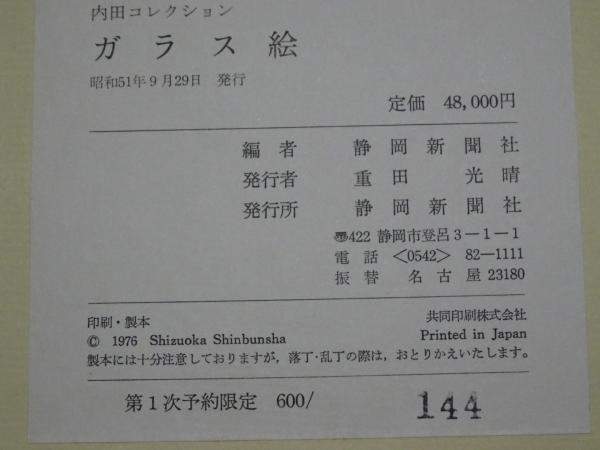 内田コレクション
ガラス絵
昭和51年9月29日　発行
定価　48,000円
編者　静岡新聞社
発行者　重田　光晴
発行所　静岡新聞社
〠422 静岡市登呂3－1－1
電話　<0542>　82—1111
振替　名古屋23180
印刷・製本　共同印刷株式会社
© 1976 Shizuoka Shinbunsha　Printed in Japan
製本には十分注意しておりますが，落丁·乱丁の際は，おとりかえいたします。
第1次予約限定　600/　144